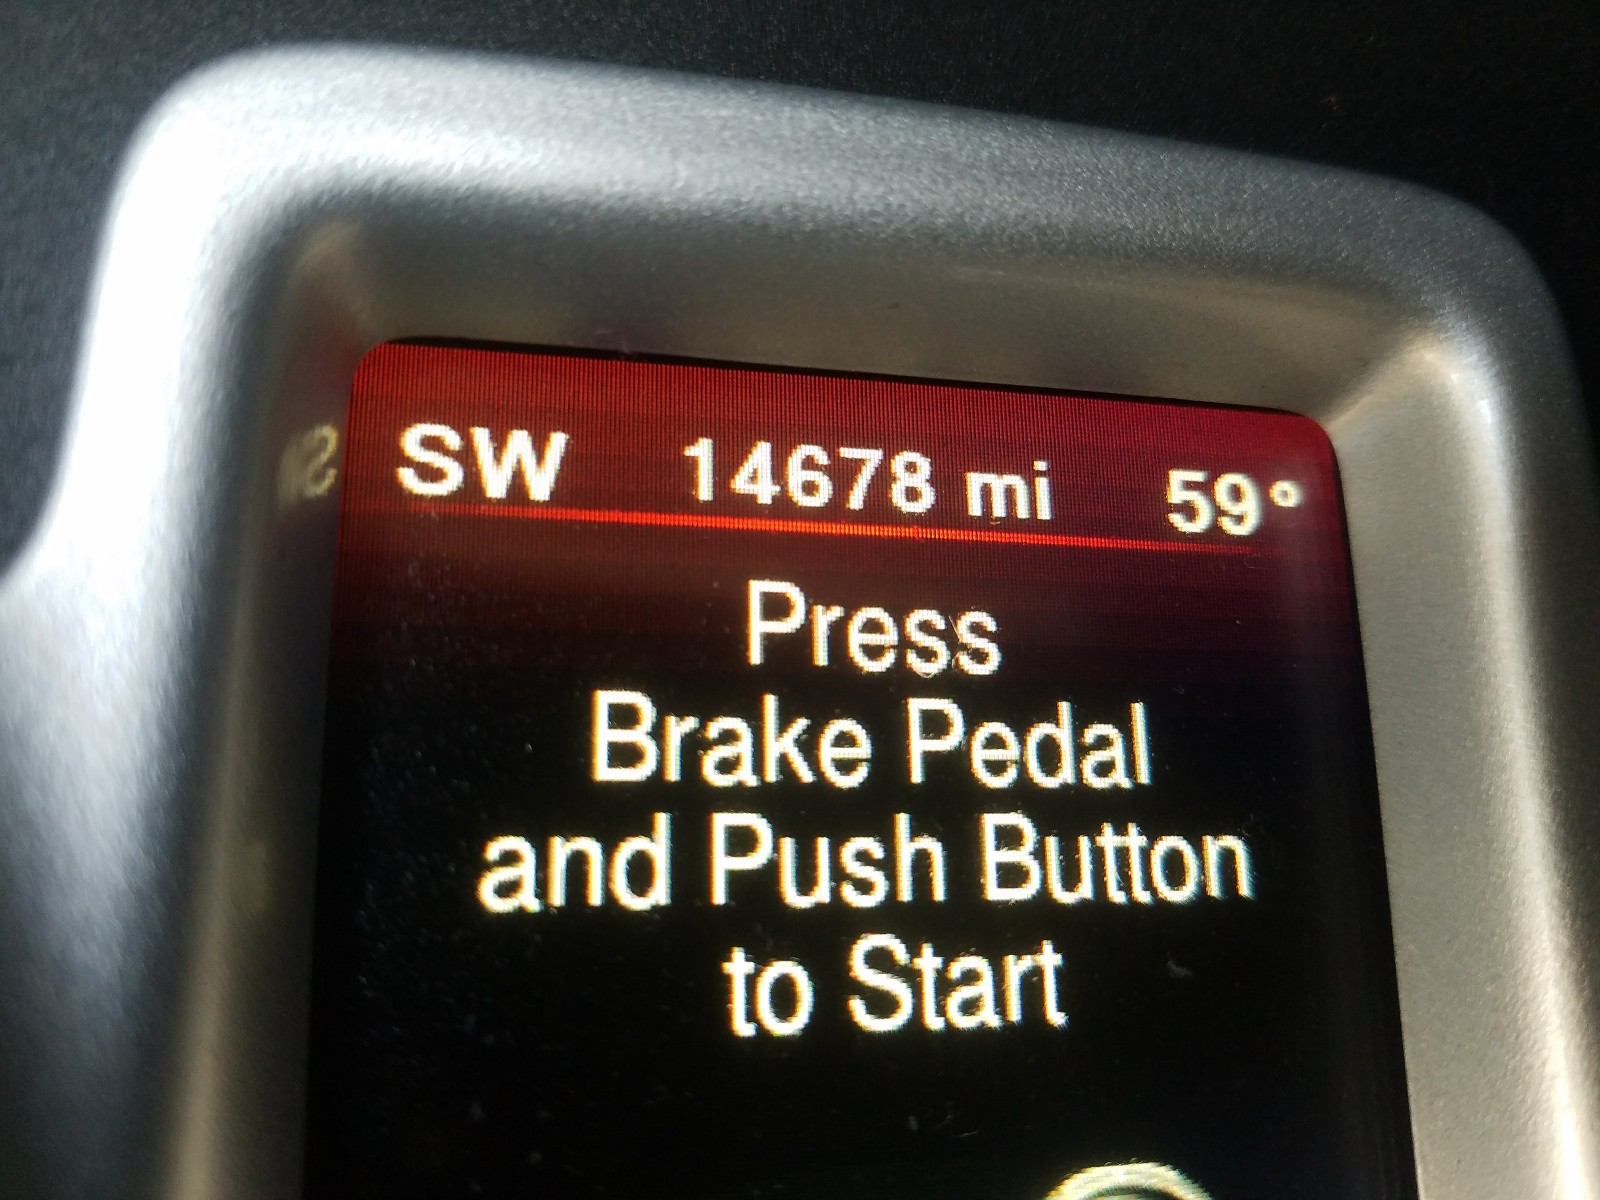 SW 14678 mi 59°
Press
Brake Pedal
and Push Button
to Start